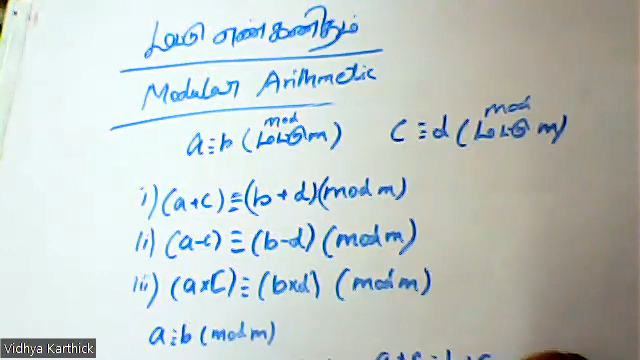 மட்டு எண்கணிதம்
Modular Arithmetic
a≡b (மட்டு m) mod C≡d (மட்டு m) mod
i) (a+c)≡(b+d)(mod m)
ii) (a-c)≡(b-d) (mod m)
iii) (a×c)≡(b×d) (mod m)
a≡b (mod m)
Vidhya Karthick